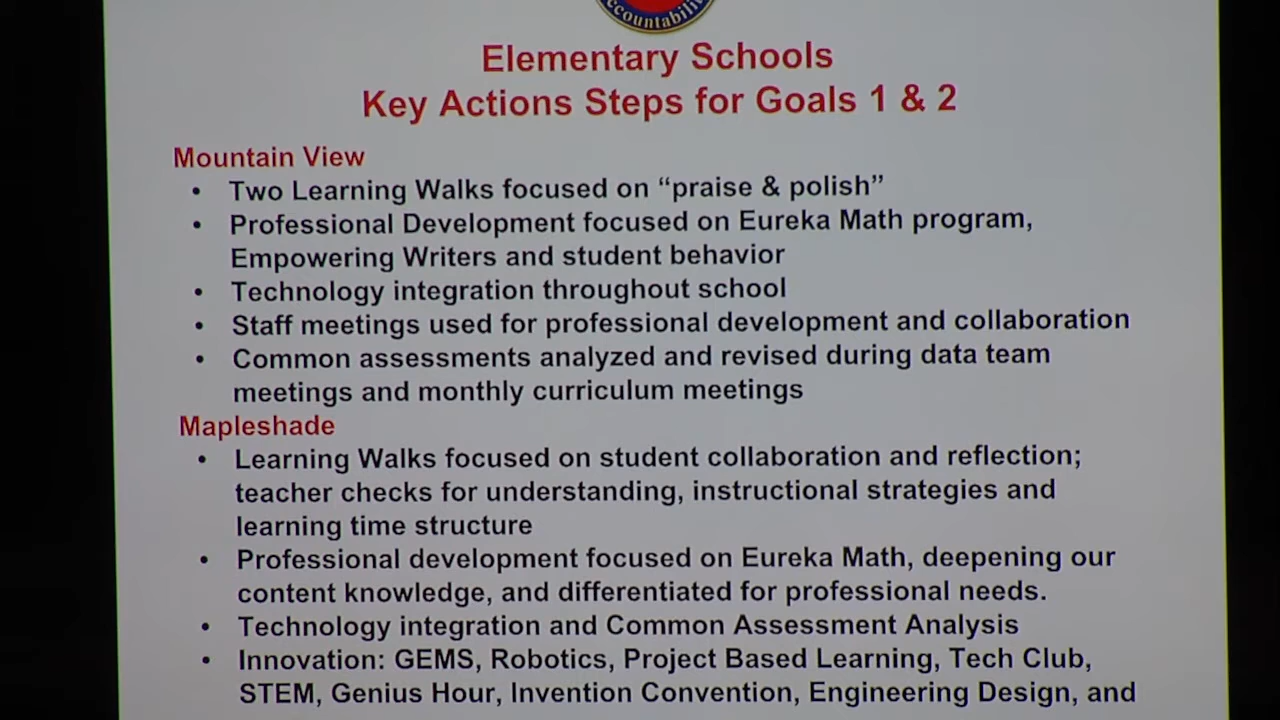 Accountability
Elementary Schools
Key Actions Steps for Goals 1 & 2
Mountain View
• Two Learning Walks focused on “praise & polish”
• Professional Development focused on Eureka Math program,
Empowering Writers and student behavior
• Technology integration throughout school
• Staff meetings used for professional development and collaboration
• Common assessments analyzed and revised during data team
meetings and monthly curriculum meetings
Mapleshade
• Learning Walks focused on student collaboration and reflection;
teacher checks for understanding, instructional strategies and
learning time structure
• Professional development focused on Eureka Math, deepening our
content knowledge, and differentiated for professional needs.
• Technology integration and Common Assessment Analysis
• Innovation: GEMS, Robotics, Project Based Learning, Tech Club,
STEM, Genius Hour, Invention Convention, Engineering Design, and